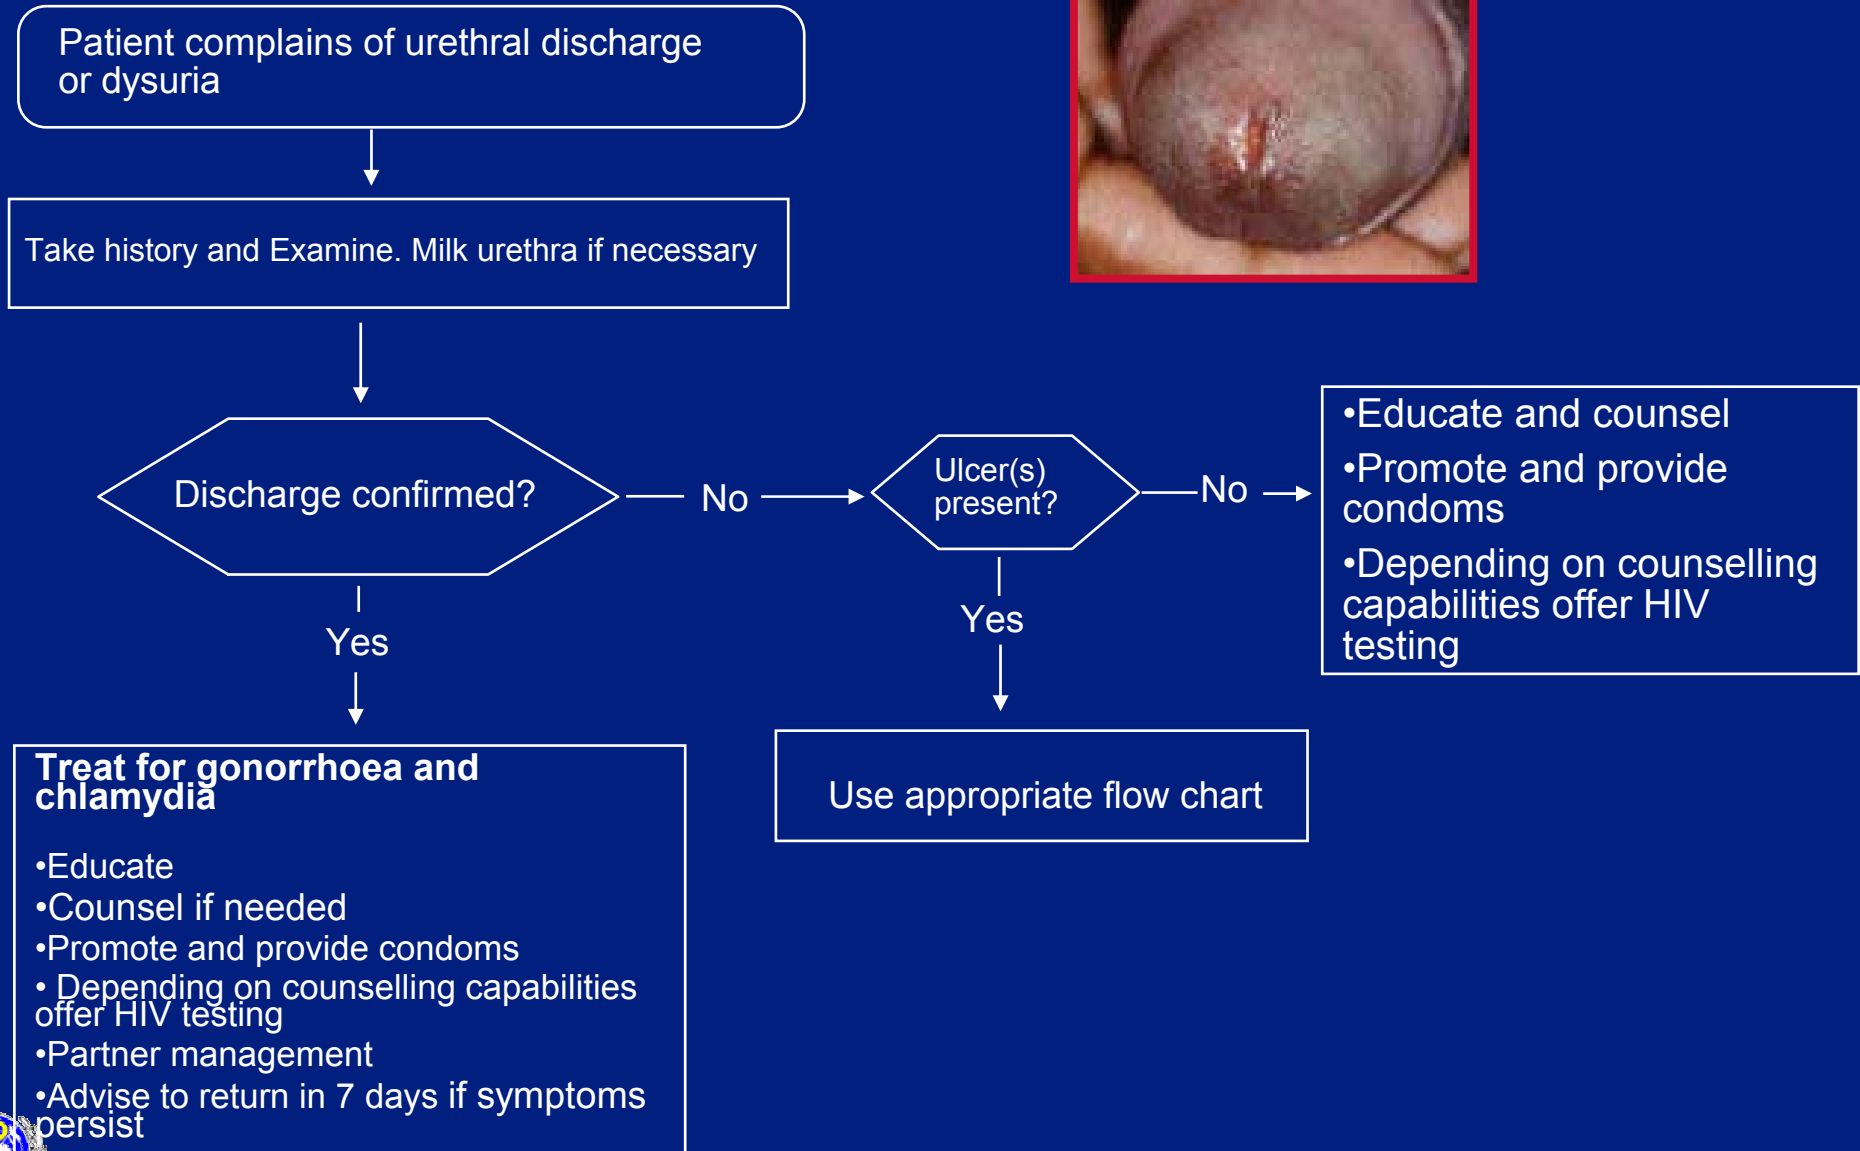 Patient complains of urethral discharge
or dysuria
Take history and Examine. Milk urethra if necessary
Discharge confirmed?
No
Ulcer(s)
present?
No
•Educate and counsel
•Promote and provide
condoms
•Depending on counselling
capabilities offer HIV
testing
Yes
Yes
Treat for gonorrhoea and
chlamydia
•Educate
•Counsel if needed
•Promote and provide condoms
• Depending on counselling capabilities
offer HIV testing
•Partner management
•Advise to return in 7 days if symptoms
persist
Use appropriate flow chart